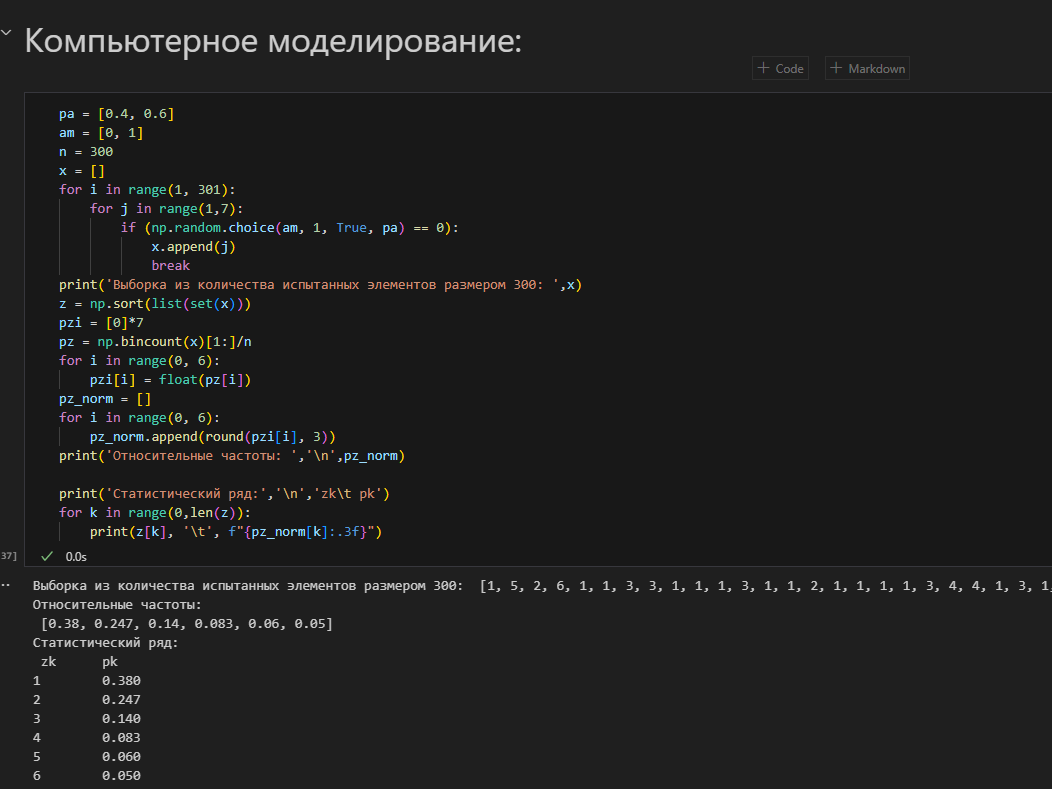 Компьютерное моделирование:
+ Code + Markdown
pa = [0.4, 0.6]
am = [0, 1]
n = 300
x = []
for i in range(1, 301):
    for j in range(1,7):
        if (np.random.choice(am, 1, True, pa) == 0):
            x.append(j)
            break
print('Выборка из количества испытанных элементов размером 300: ',x)
z = np.sort(list(set(x)))
pzi = [0]*7
pz = np.bincount(x)[1:]/n
for i in range(0, 6):
    pzi[i] = float(pz[i])
pz_norm = []
for i in range(0, 6):
    pz_norm.append(round(pzi[i], 3))
print('Относительные частоты: ','\n',pz_norm)

print('Статистический ряд:','\n','zk\t pk')
for k in range(0,len(z)):
    print(z[k], '\t', f"{pz_norm[k]:.3f}")
37] 0.0s
Выборка из количества испытанных элементов размером 300:  [1, 5, 2, 6, 1, 1, 3, 3, 1, 1, 1, 3, 1, 1, 2, 1, 1, 1, 1, 3, 4, 4, 1, 3, 1,
Относительные частоты:
 [0.38, 0.247, 0.14, 0.083, 0.06, 0.05]
Статистический ряд:
 zk pk
1 0.380
2 0.247
3 0.140
4 0.083
5 0.060
6 0.050